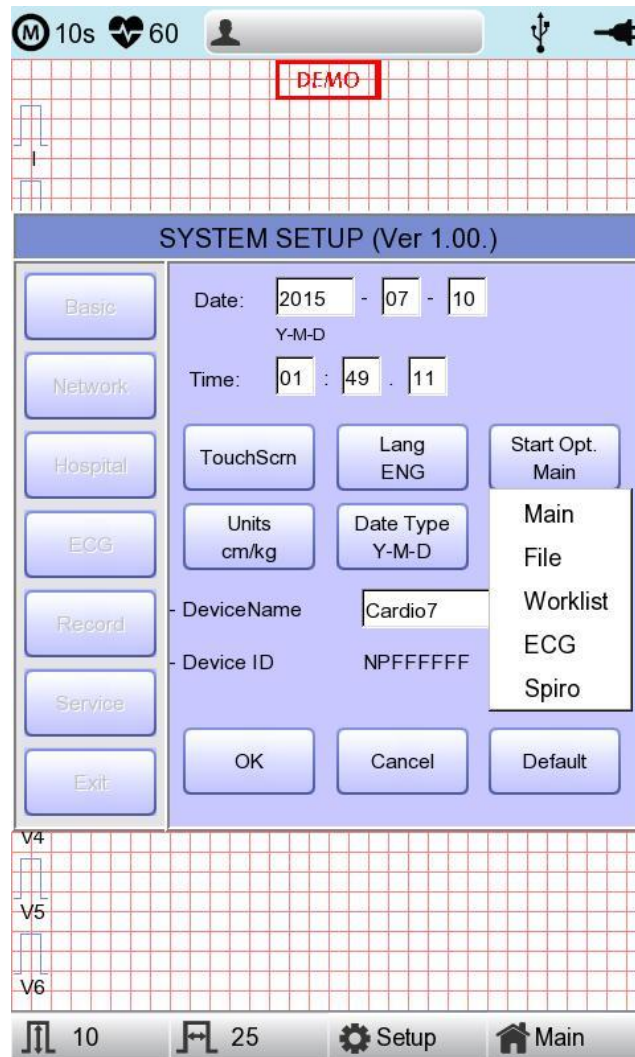 M 10s 60
DEMO
I
SYSTEM SETUP (Ver 1.00.)
Basic
Network
Hospital
ECG
Record
Service
Exit
Date: 2015 - 07 - 10
Y-M-D
Time: 01 : 49 . 11
TouchScrn
Lang
ENG
Start Opt.
Main
Units
cm/kg
Date Type
Y-M-D
Main
File
Worklist
ECG
Spiro
- DeviceName Cardio7
- Device ID NPFFFFFF
OK Cancel Default
V4
V5
V6
10 25 Setup Main